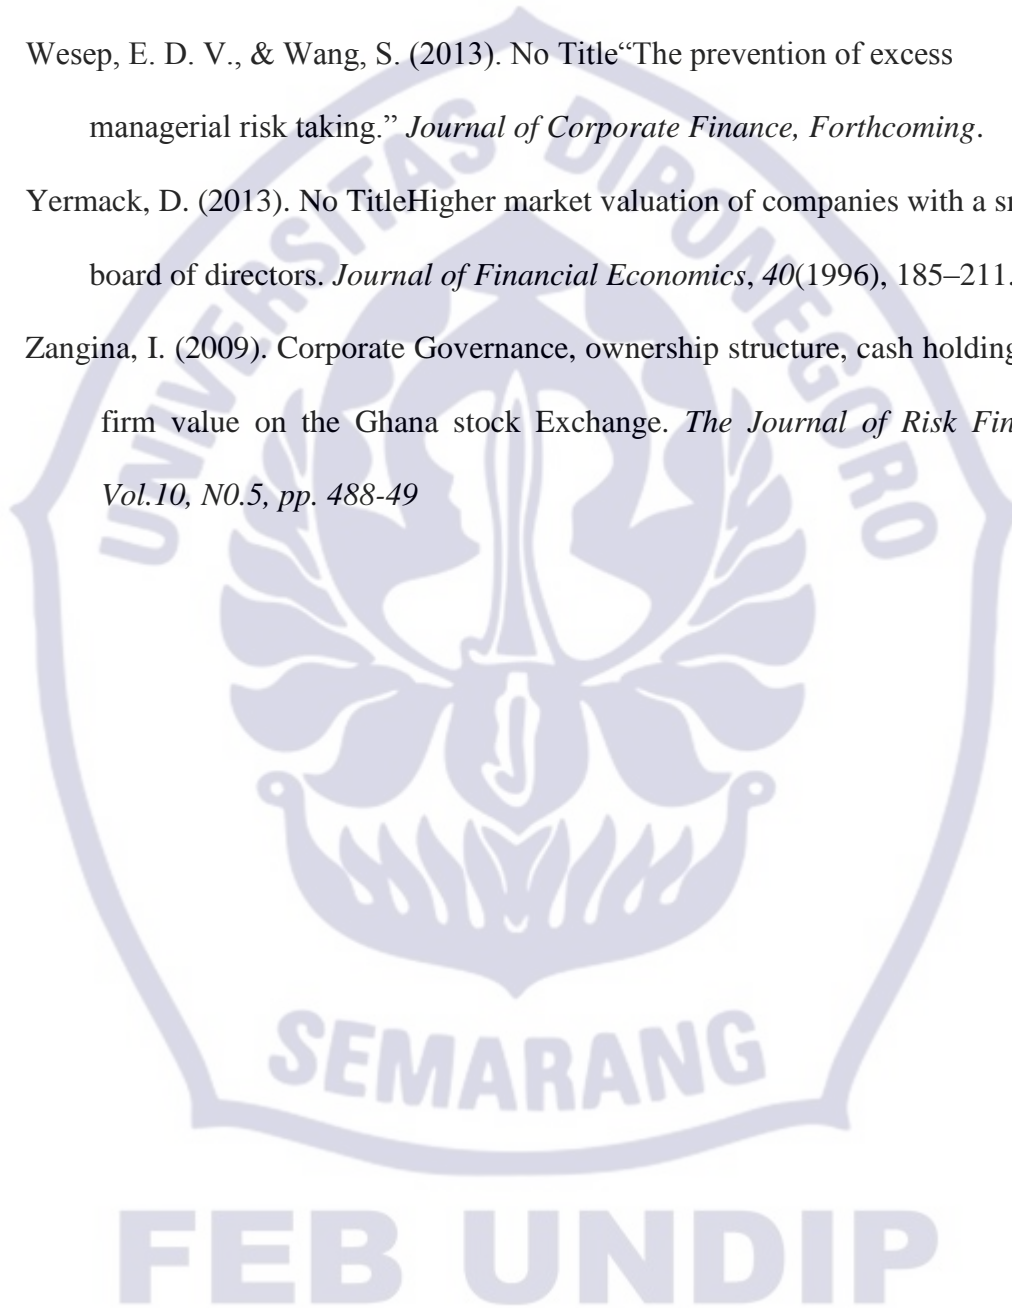 Wesep, E. D. V., & Wang, S. (2013). No Title“The prevention of excess
managerial risk taking.” Journal of Corporate Finance, Forthcoming.
Yermack, D. (2013). No TitleHigher market valuation of companies with a
board of directors. Journal of Financial Economics, 40(1996), 185–211.
Zangina, I. (2009). Corporate Governance, ownership structure, cash holding
firm value on the Ghana stock Exchange. The Journal of Risk
Vol.10, N0.5, pp. 488-49
UNIVERSITAS DIPONEGORO
SEMARANG
FEB UNDIP